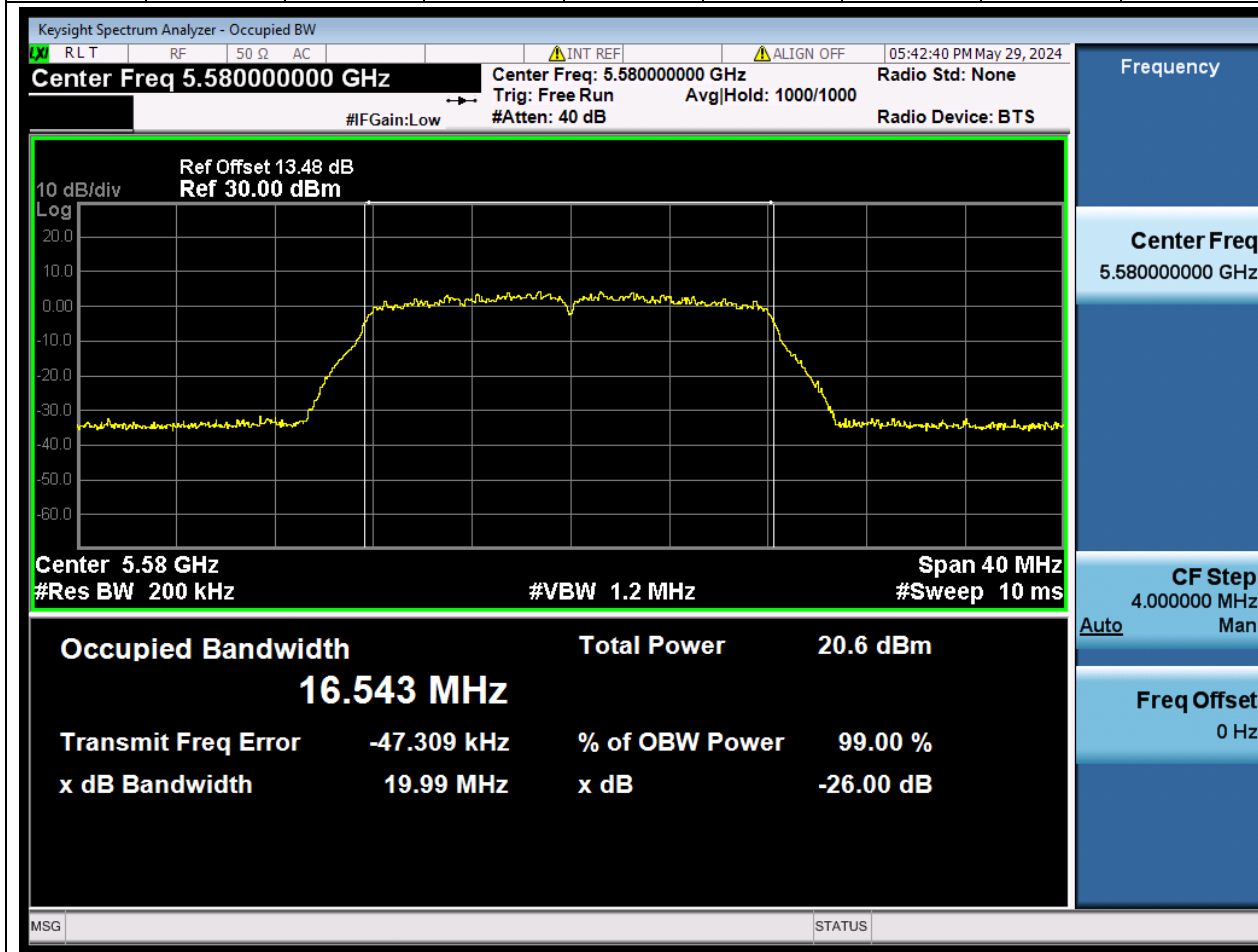 Keysight Spectrum Analyzer - Occupied BW
LXI RLT RF 50 Ω AC INT REF ALIGN OFF 05:42:40 PM May 29, 2024
Center Freq 5.580000000 GHz
Center Freq: 5.580000000 GHz Radio Std: None
Trig: Free Run Avg|Hold: 1000/1000
#IFGain:Low #Atten: 40 dB Radio Device: BTS
Ref Offset 13.48 dB
10 dB/div Ref 30.00 dBm
Log
20.0
10.0
0.00
-10.0
-20.0
-30.0
-40.0
-50.0
-60.0
Center 5.58 GHz Span 40 MHz
#Res BW 200 kHz #VBW 1.2 MHz #Sweep 10 ms
Occupied Bandwidth Total Power 20.6 dBm
16.543 MHz
Transmit Freq Error -47.309 kHz % of OBW Power 99.00 %
x dB Bandwidth 19.99 MHz x dB -26.00 dB
MSG STATUS
Frequency
Center Freq
5.580000000 GHz
CF Step
4.000000 MHz
Auto Man
Freq Offset
0 Hz